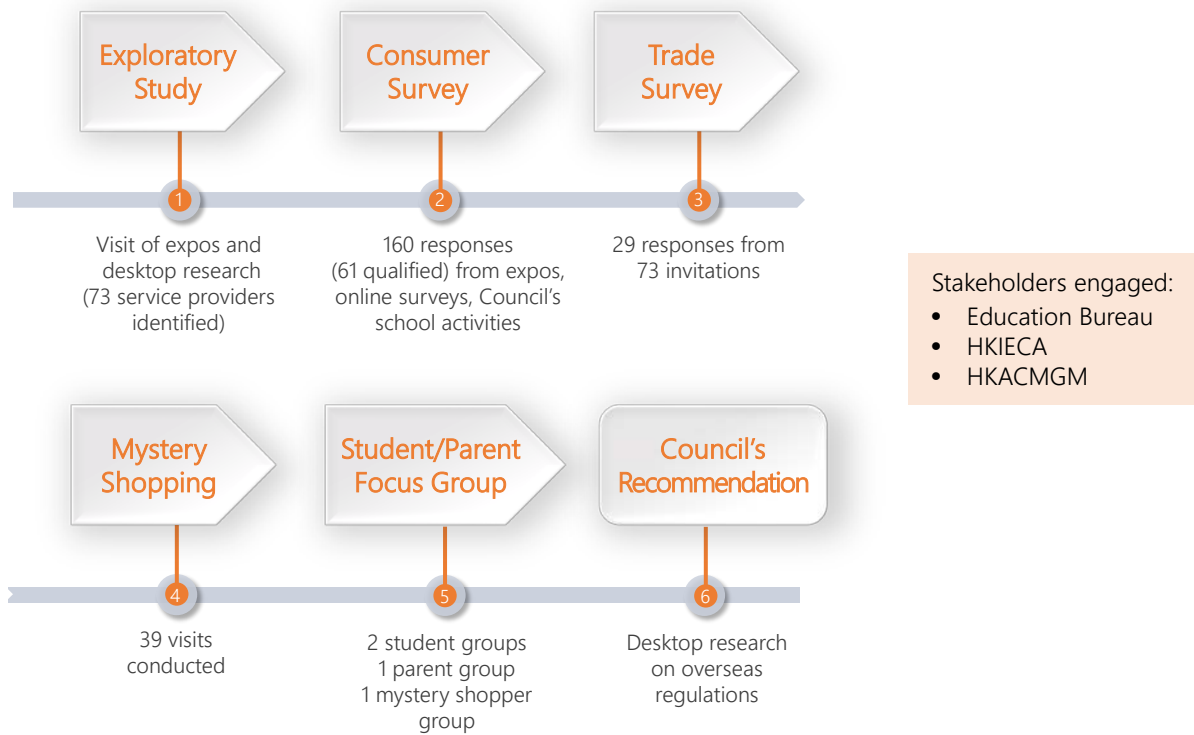 Exploratory
Study
Consumer
Survey
Trade
Survey
1
2
3
Visit of expos and
desktop research
(73 service providers
identified)
160 responses
(61 qualified) from expos,
online surveys, Council's
school activities
29 responses from
73 invitations
Stakeholders engaged:
• Education Bureau
• HKIECA
• HKACMGM
Mystery
Shopping
Student/Parent
Focus Group
Council's
Recommendation
4
5
6
39 visits
conducted
2 student groups
1 parent group
1 mystery shopper
group
Desktop research
on overseas
regulations